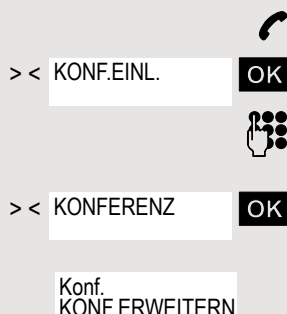 > < KONF.EINL. OK
> < KONFERENZ OK
Konf.
KONF.ERWEITERN